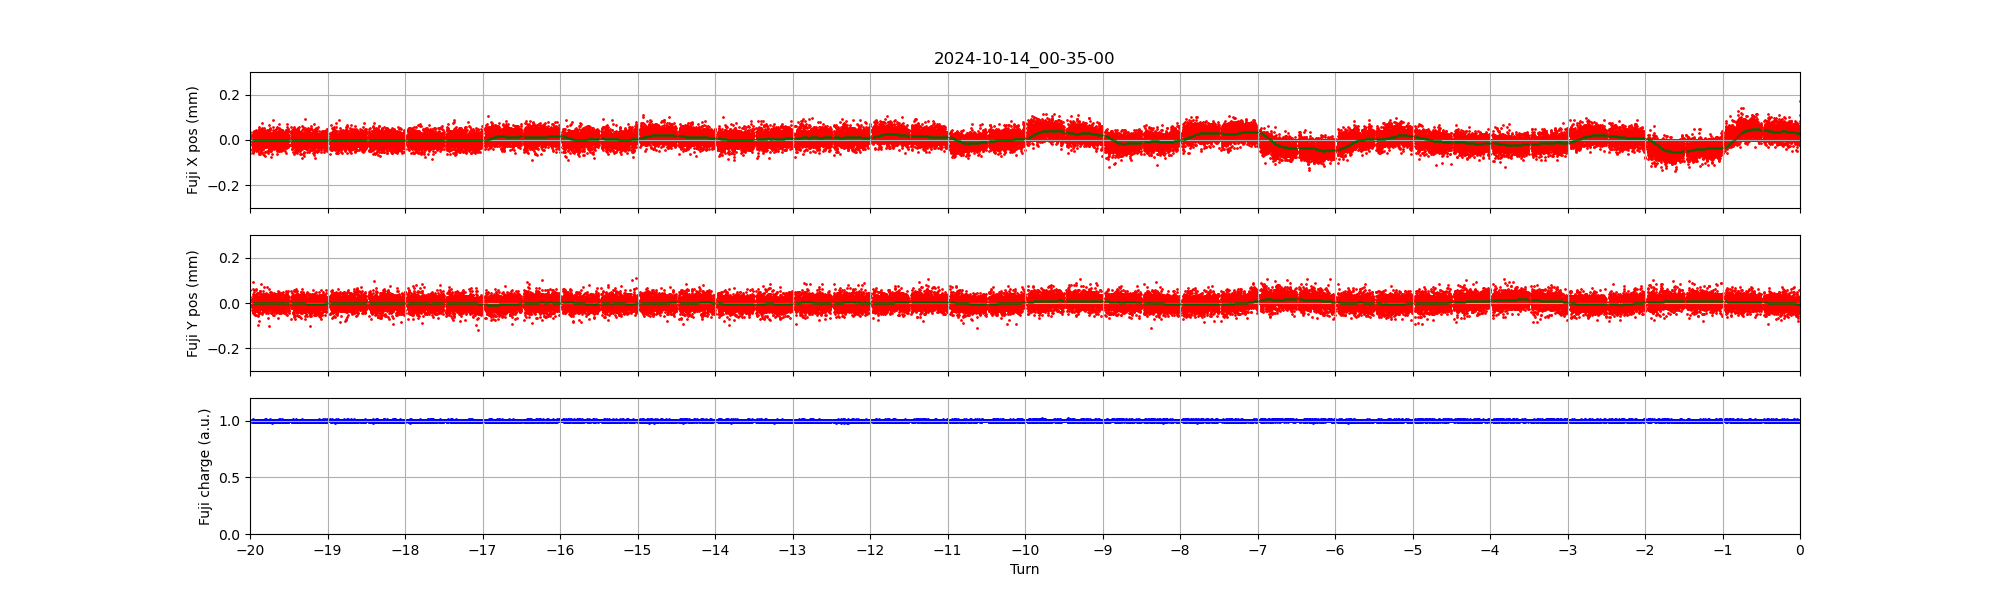 2024-10-14_00-35-00
Fuji X pos (mm)
0.2
0.0
−0.2
Fuji Y pos (mm)
0.2
0.0
−0.2
Fuji charge (a.u.)
1.0
0.5
0.0
−20 −19 −18 −17 −16 −15 −14 −13 −12 −11 −10 −9 −8 −7 −6 −5 −4 −3 −2 −1 0
Turn